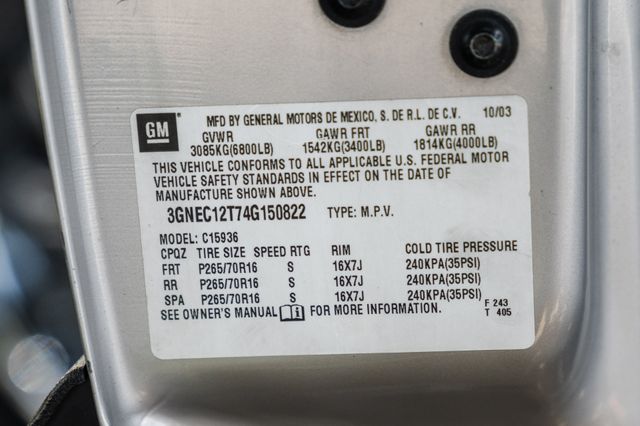 GM
MFD BY GENERAL MOTORS DE MEXICO, S. DE R.L. DE C.V. 10/03
GVWR GAWR FRT GAWR RR
3085KG(6800LB) 1542KG(3400LB) 1814KG(4000LB)
THIS VEHICLE CONFORMS TO ALL APPLICABLE U.S. FEDERAL MOTOR
VEHICLE SAFETY STANDARDS IN EFFECT ON THE DATE OF
MANUFACTURE SHOWN ABOVE.
3GNEC12T74G150822 TYPE: M.P.V.
MODEL: C15936
CPQZ TIRE SIZE SPEED RTG RIM COLD TIRE PRESSURE
FRT P265/70R16 S 16X7J 240KPA(35PSI)
RR P265/70R16 S 16X7J 240KPA(35PSI)
SPA P265/70R16 S 16X7J 240KPA(35PSI)
SEE OWNER'S MANUAL FOR MORE INFORMATION.
F 243
T 405